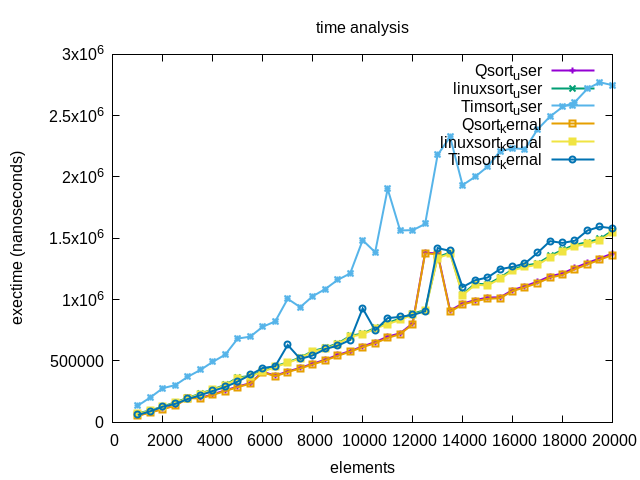 time analysis
3x10^6
2.5x10^6
2x10^6
1.5x10^6
1x10^6
500000
0
exectime (nanoseconds)
Qsort_user
linuxsort_user
Timsort_user
Qsort_kernal
linuxsort_kernal
Timsort_kernal
0 2000 4000 6000 8000 10000 12000 14000 16000 18000 20000
elements